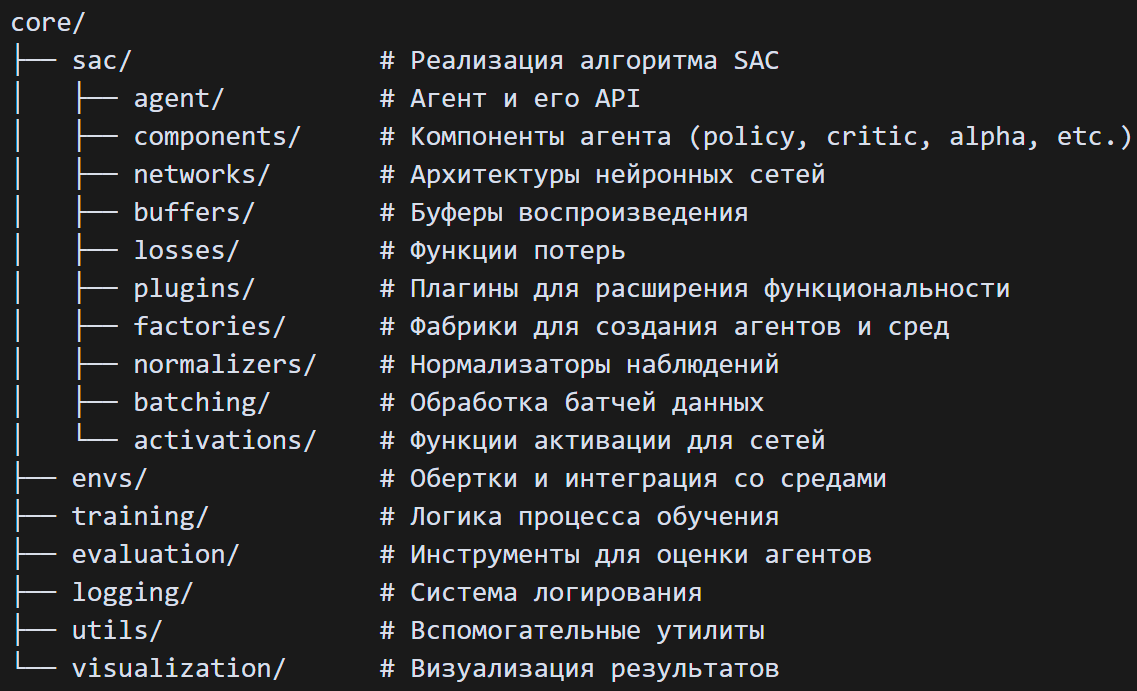 core/
├── sac/                # Реализация алгоритма SAC
│   ├── agent/          # Агент и его API
│   ├── components/     # Компоненты агента (policy, critic, alpha, etc.)
│   ├── networks/       # Архитектуры нейронных сетей
│   ├── buffers/        # Буферы воспроизведения
│   ├── losses/         # Функции потерь
│   ├── plugins/        # Плагины для расширения функциональности
│   ├── factories/      # Фабрики для создания агентов и сред
│   ├── normalizers/    # Нормализаторы наблюдений
│   ├── batching/       # Обработка батчей данных
│   └── activations/    # Функции активации для сетей
├── envs/               # Обертки и интеграция со средами
├── training/           # Логика процесса обучения
├── evaluation/         # Инструменты для оценки агентов
├── logging/            # Система логирования
├── utils/              # Вспомогательные утилиты
└── visualization/      # Визуализация результатов